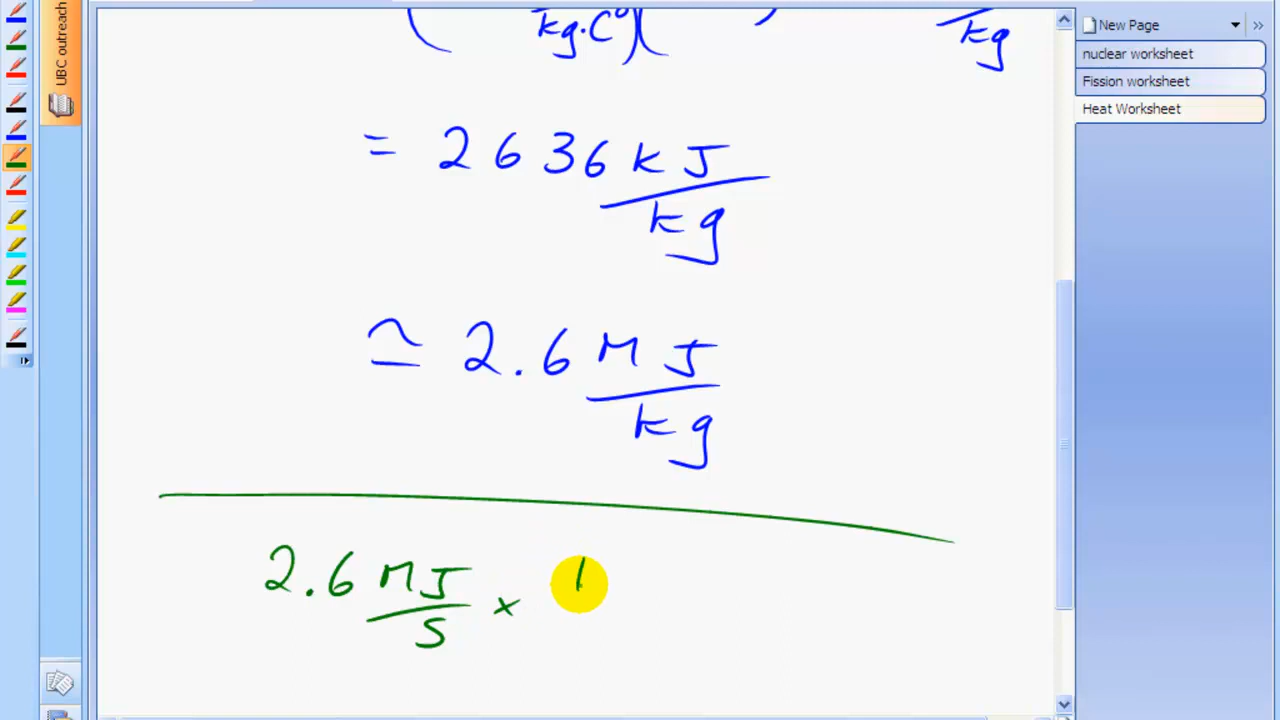 New Page
UBC outreach
nuclear worksheet
Fission worksheet
Heat Worksheet
kg·C°)(
kg
= 2636 kJ
kg
≅ 2.6 MJ
kg
2.6 MJ × 1
s